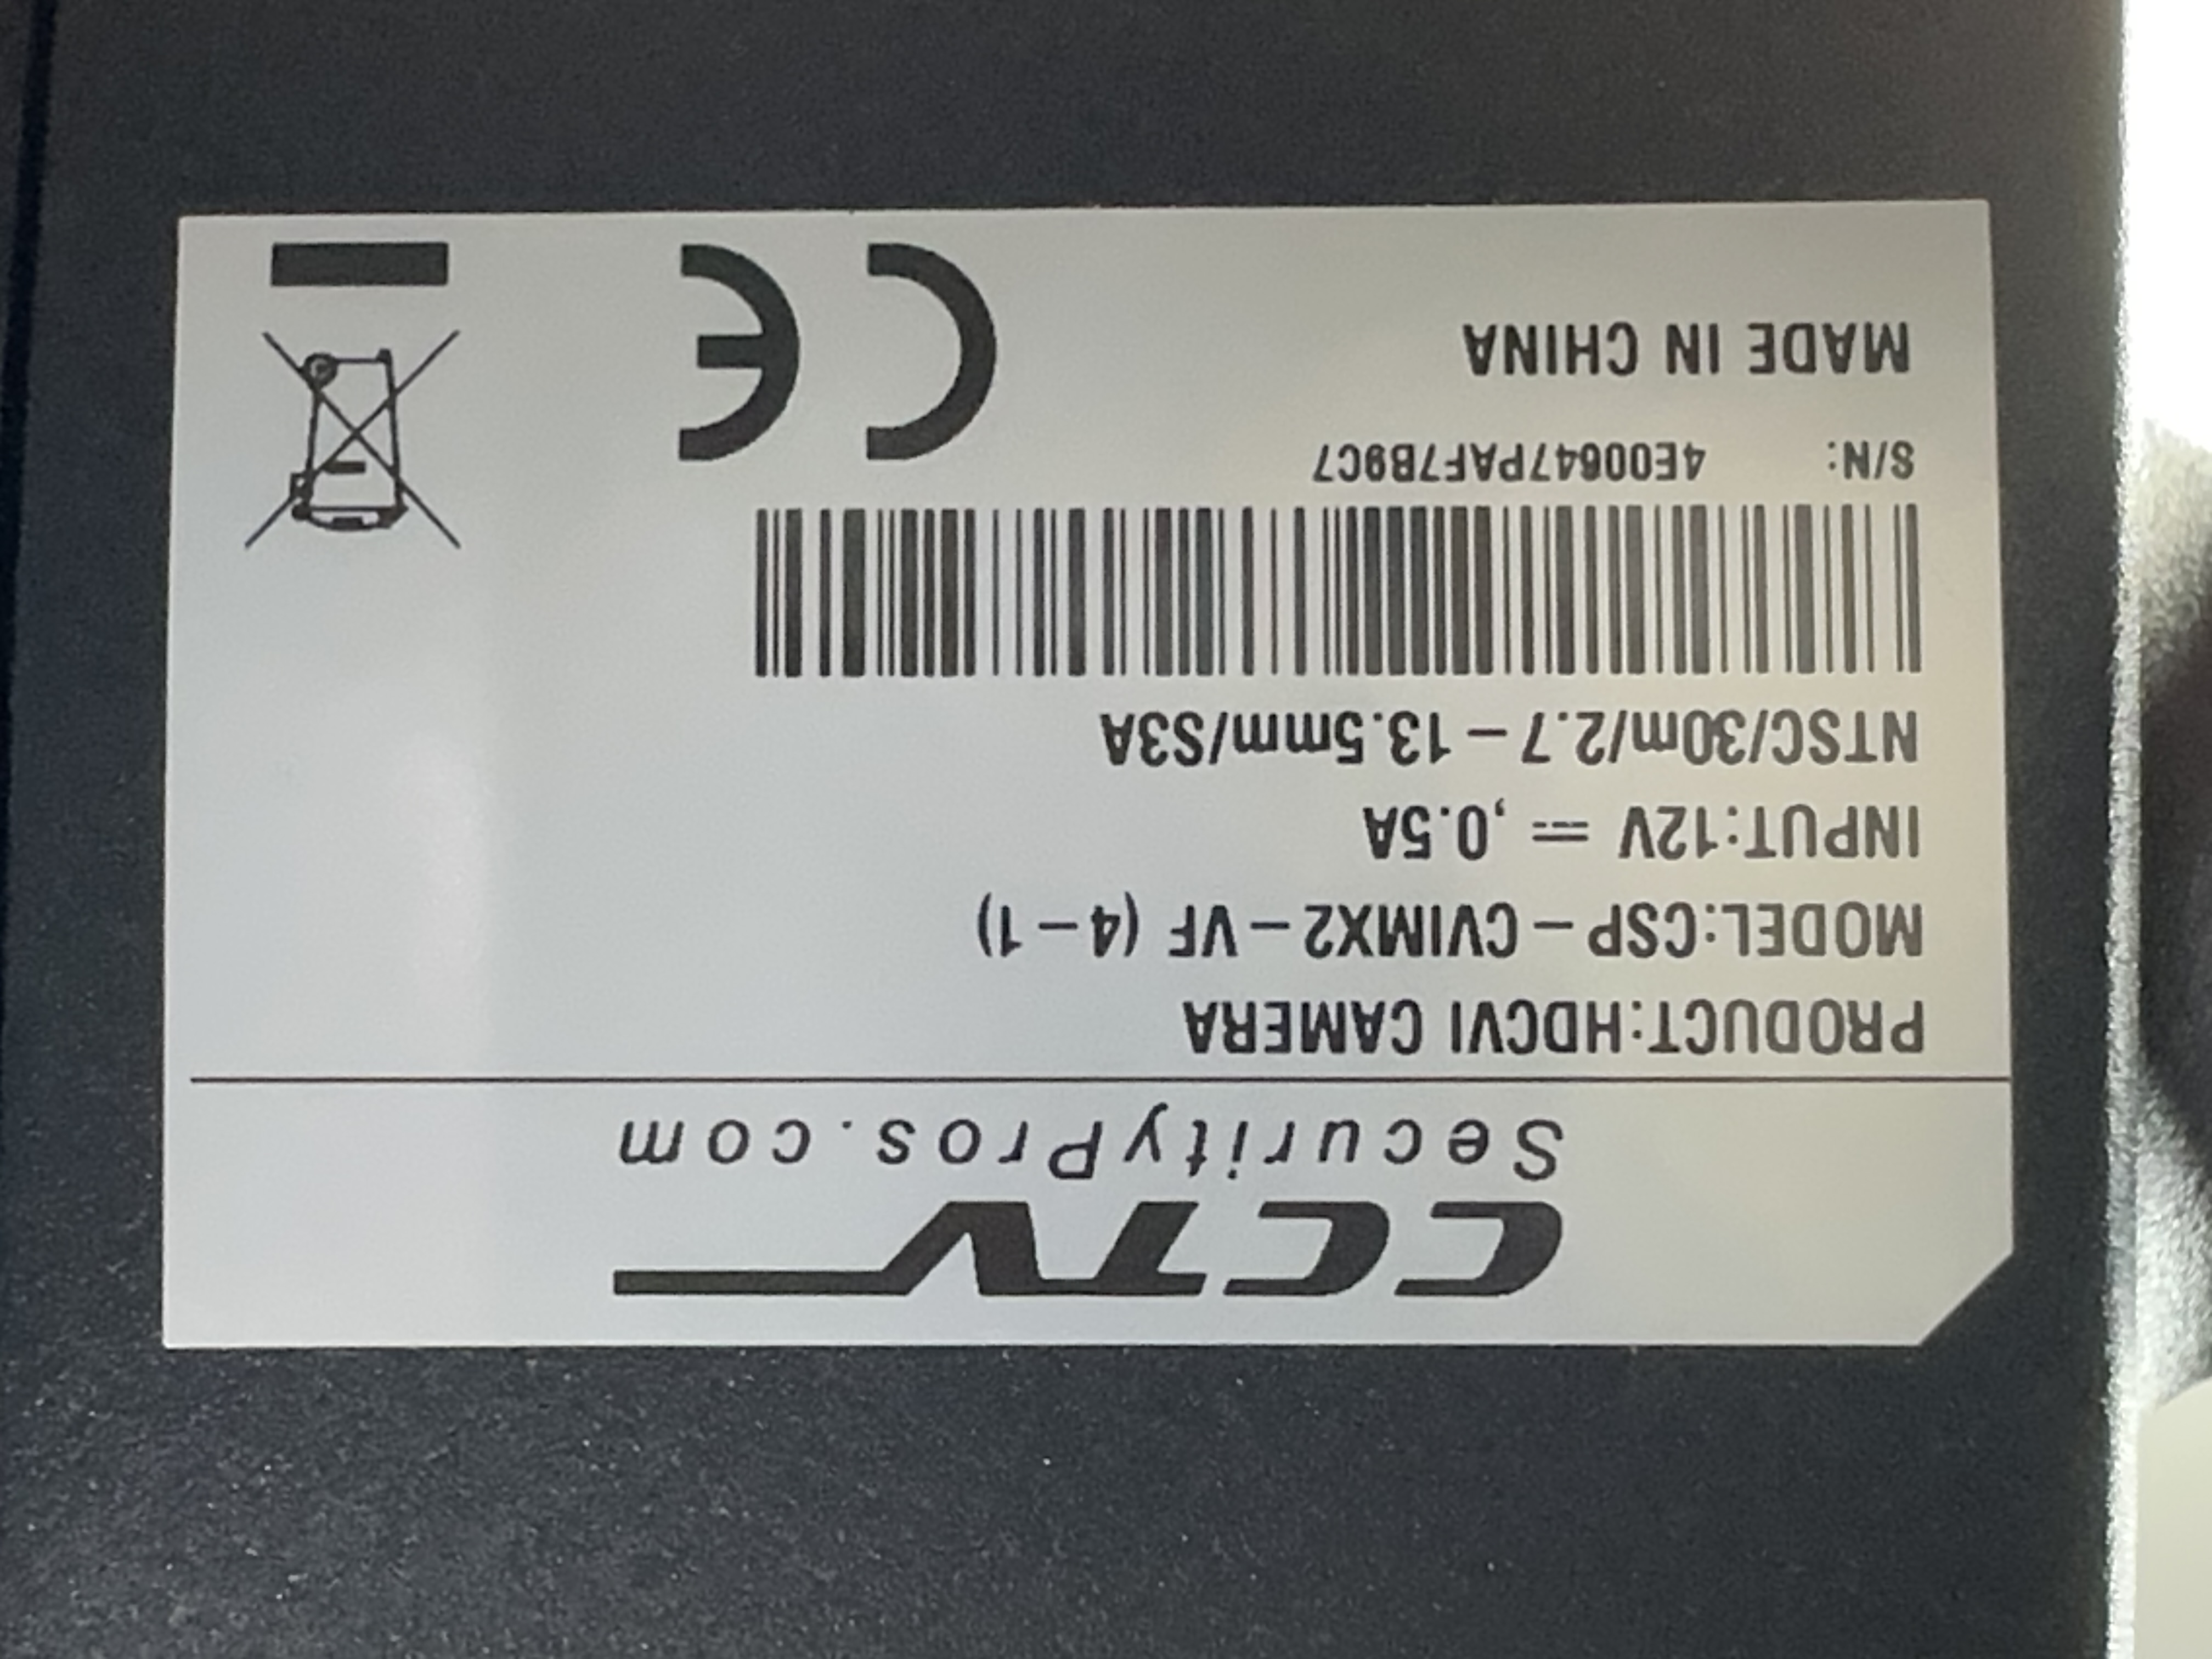 CCTV
SecurityPros.com
PRODUCT:HDCVI CAMERA
MODEL:CSP-CVIMX2-VF (4-1)
INPUT:12V ⎓ ,0.5A
NTSC/30m/2.7-13.5mm/S3A
S/N: 4E00647PAF7B9C7
MADE IN CHINA
CE